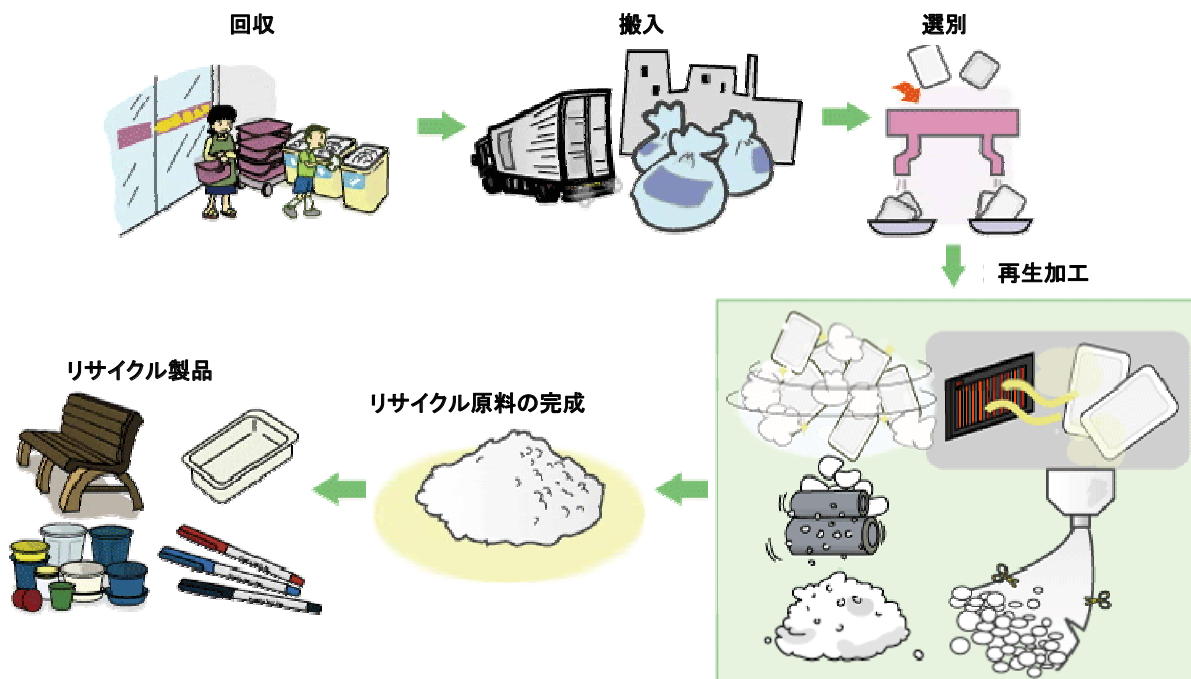 回収
搬入
選別
再生加工
リサイクル原料の完成
リサイクル製品